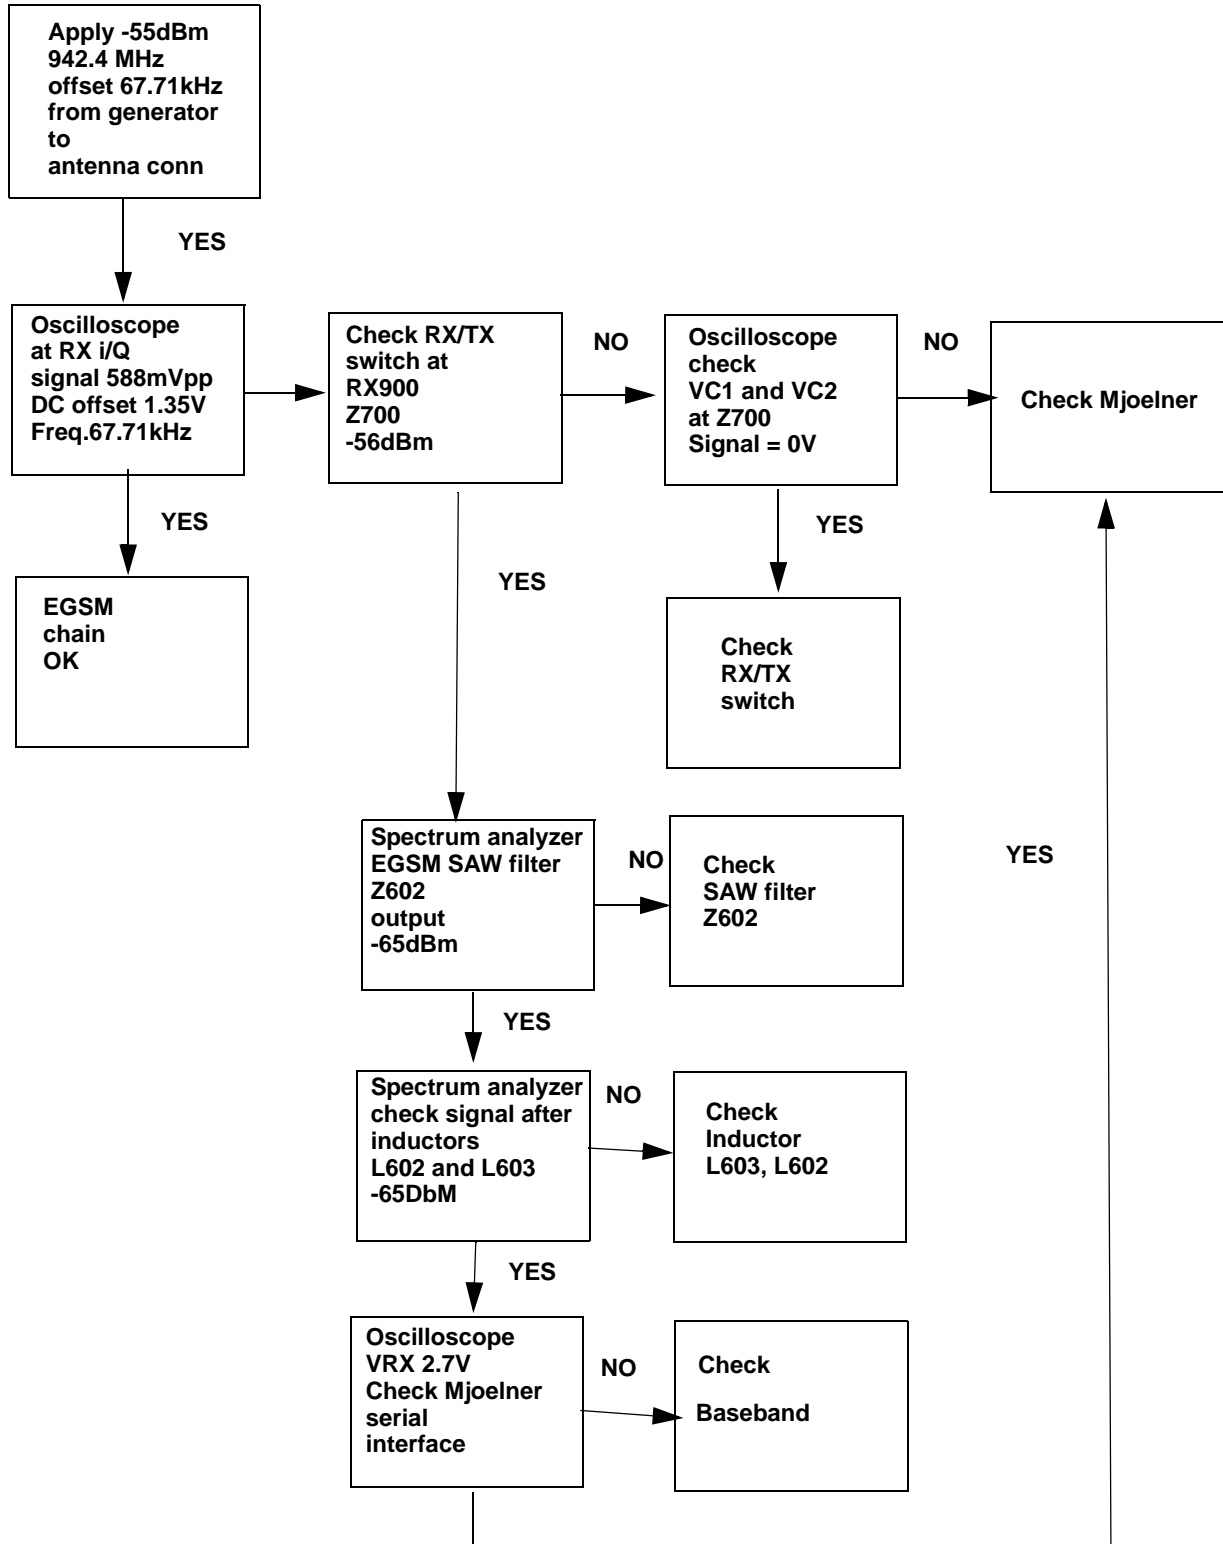 Apply -55dBm
942.4 MHz
offset 67.71kHz
from generator
to
antenna conn
YES
Oscilloscope
at RX i/Q
signal 588mVpp
DC offset 1.35V
Freq.67.71kHz
Check RX/TX
switch at
RX900
Z700
-56dBm
NO
Oscilloscope
check
VC1 and VC2
at Z700
Signal = 0V
NO
Check Mjoelner
YES
YES
YES
EGSM
chain
OK
Check
RX/TX
switch
Spectrum analyzer
EGSM SAW filter
Z602
output
-65dBm
NO
Check
SAW filter
Z602
YES
YES
Spectrum analyzer
check signal after
inductors
L602 and L603
-65DbM
NO
Check
Inductor
L603, L602
YES
Oscilloscope
VRX 2.7V
Check Mjoelner
serial
interface
NO
Check
Baseband